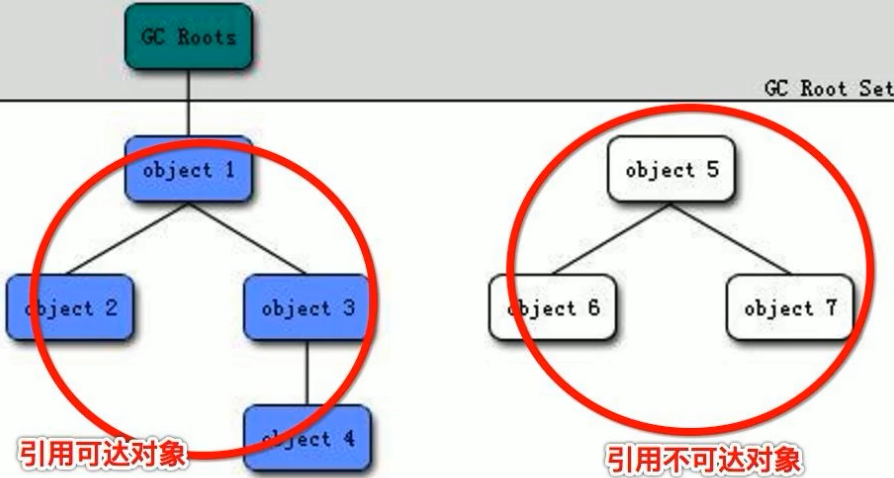 GC Roots
GC Root Set
object 1
object 5
object 2
object 3
object 6
object 7
object 4
引用可达对象
引用不可达对象